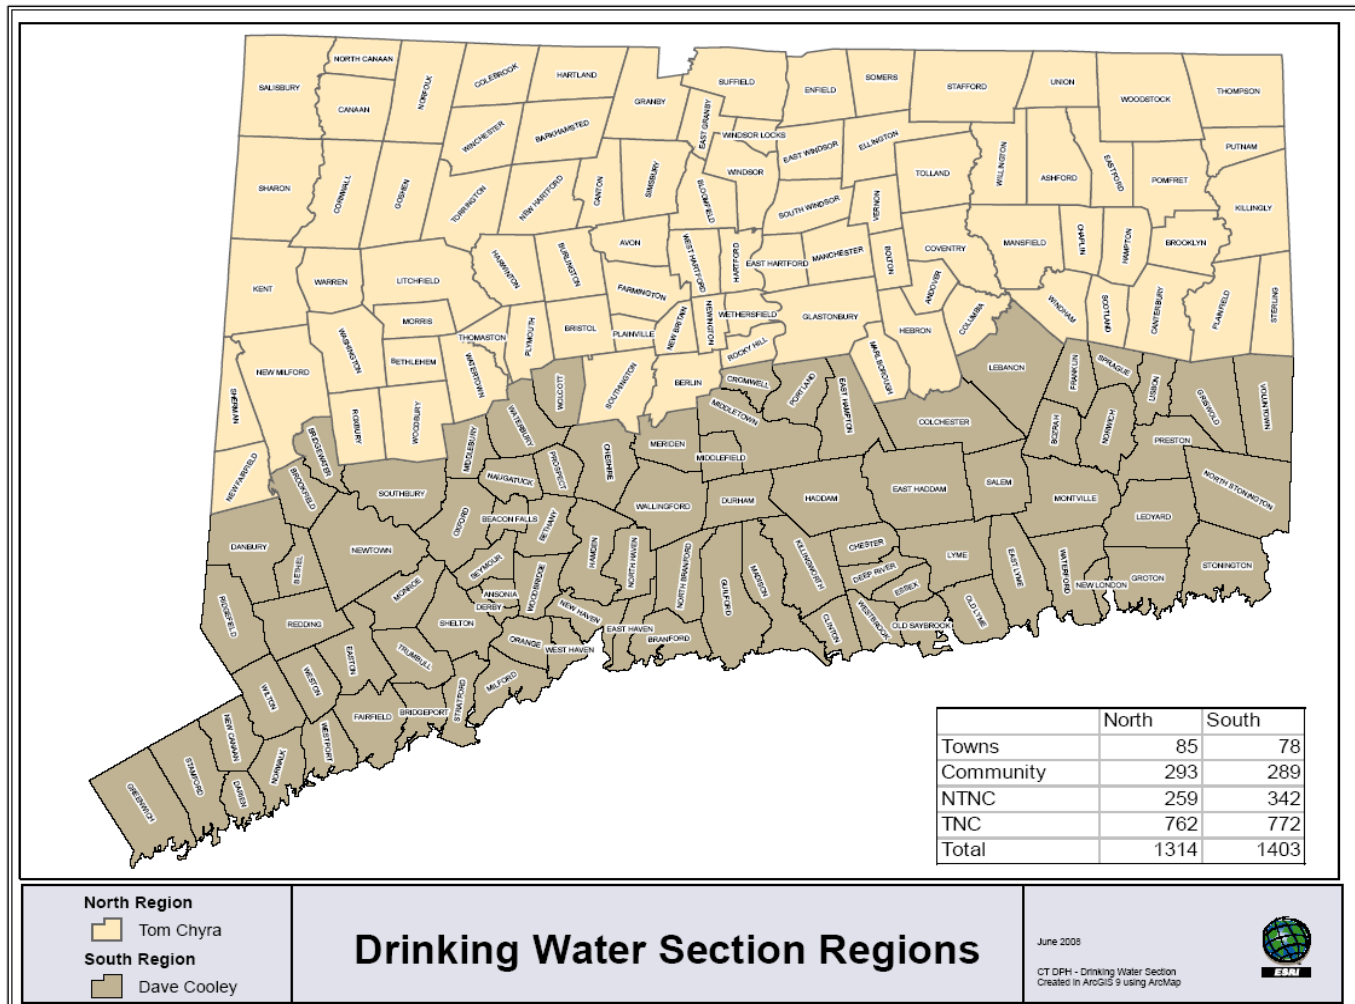 NORTH CANAAN
COLEBROOK
HARTLAND
SALISBURY
CANAAN
NORFOLK
GRANBY
SUFFIELD
ENFIELD
SOMERS
STAFFORD
UNION
WOODSTOCK
THOMPSON
WINCHESTER
BARKHAMSTED
EAST GRANBY
WINDSOR LOCKS
EAST WINDSOR
ELLINGTON
PUTNAM
SHARON
CORNWALL
GOSHEN
TORRINGTON
NEW HARTFORD
CANTON
SIMSBURY
BLOOMFIELD
WINDSOR
SOUTH WINDSOR
VERNON
TOLLAND
WILLINGTON
ASHFORD
EASTFORD
POMFRET
KILLINGLY
KENT
WARREN
LITCHFIELD
HARWINTON
BURLINGTON
AVON
WEST HARTFORD
HARTFORD
EAST HARTFORD
MANCHESTER
BOLTON
COVENTRY
MANSFIELD
CHAPLIN
HAMPTON
BROOKLYN
FARMINGTON
ANDOVER
MORRIS
WASHINGTON
THOMASTON
PLYMOUTH
BRISTOL
PLAINVILLE
NEW BRITAIN
NEWINGTON
WETHERSFIELD
GLASTONBURY
HEBRON
COLUMBIA
WINDHAM
SCOTLAND
CANTERBURY
PLAINFIELD
STERLING
NEW MILFORD
BETHLEHEM
WATERTOWN
ROCKY HILL
MARLBOROUGH
SHERMAN
ROXBURY
WOODBURY
WOLCOTT
SOUTHINGTON
BERLIN
CROMWELL
PORTLAND
EAST HAMPTON
LEBANON
FRANKLIN
SPRAGUE
LISBON
GRISWOLD
VOLUNTOWN
NEW FAIRFIELD
BRIDGEWATER
BROOKFIELD
MIDDLEBURY
WATERBURY
MIDDLETOWN
COLCHESTER
BOZRAH
NORWICH
PRESTON
SOUTHBURY
NAUGATUCK
PROSPECT
CHESHIRE
MERIDEN
MIDDLEFIELD
NORTH STONINGTON
OXFORD
BEACON FALLS
BETHANY
WALLINGFORD
DURHAM
HADDAM
EAST HADDAM
SALEM
MONTVILLE
LEDYARD
DANBURY
BETHEL
NEWTOWN
MONROE
SEYMOUR
WOODBRIDGE
HAMDEN
NORTH HAVEN
NORTH BRANFORD
GUILFORD
MADISON
KILLINGWORTH
CHESTER
DEEP RIVER
ESSEX
LYME
EAST LYME
WATERFORD
NEW LONDON
GROTON
STONINGTON
RIDGEFIELD
REDDING
ANSONIA
DERBY
SHELTON
NEW HAVEN
ORANGE
WEST HAVEN
EAST HAVEN
BRANFORD
CLINTON
WESTBROOK
OLD SAYBROOK
OLD LYME
WILTON
WESTON
EASTON
TRUMBULL
STRATFORD
MILFORD
NEW CANAAN
WESTPORT
FAIRFIELD
BRIDGEPORT
GREENWICH
STAMFORD
DARIEN
NORWALK
North South
Towns 85 78
Community 293 289
NTNC 259 342
TNC 762 772
Total 1314 1403
North Region
Tom Chyra
South Region
Dave Cooley
Drinking Water Section Regions
June 2008
CT DPH - Drinking Water Section
Created in ArcGIS 9 using ArcMap
ESRI